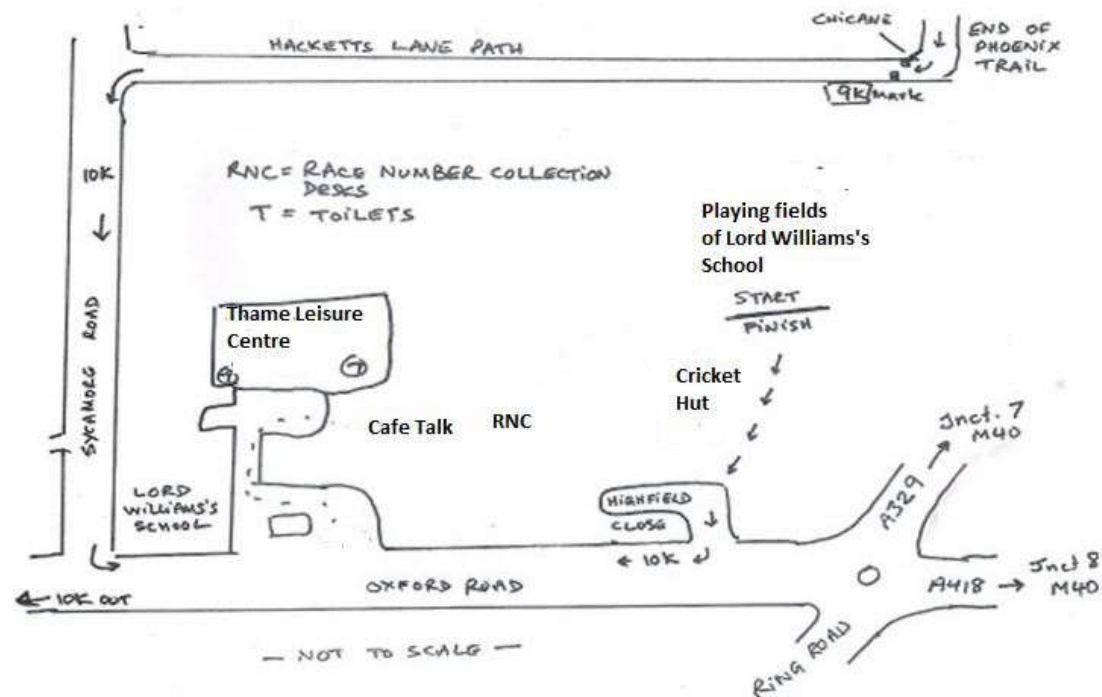 CHICANE
HACKETTS LANE PATH
END OF
PHOENIX
TRAIL
9K mark
10K
RNC = RACE NUMBER COLLECTION
DESKS
T = TOILETS
Playing fields
of Lord Williams's
School
START
FINISH
SYCAMORE ROAD
Thame Leisure
Centre
T
Cricket
Hut
Cafe Talk
RNC
Jnct. 7
M40
A329
LORD
WILLIAMS'S
SCHOOL
HIGHFIELD
CLOSE
10K
OXFORD ROAD
10K OUT
A418
Jnct 8
M40
RING ROAD
— NOT TO SCALE —